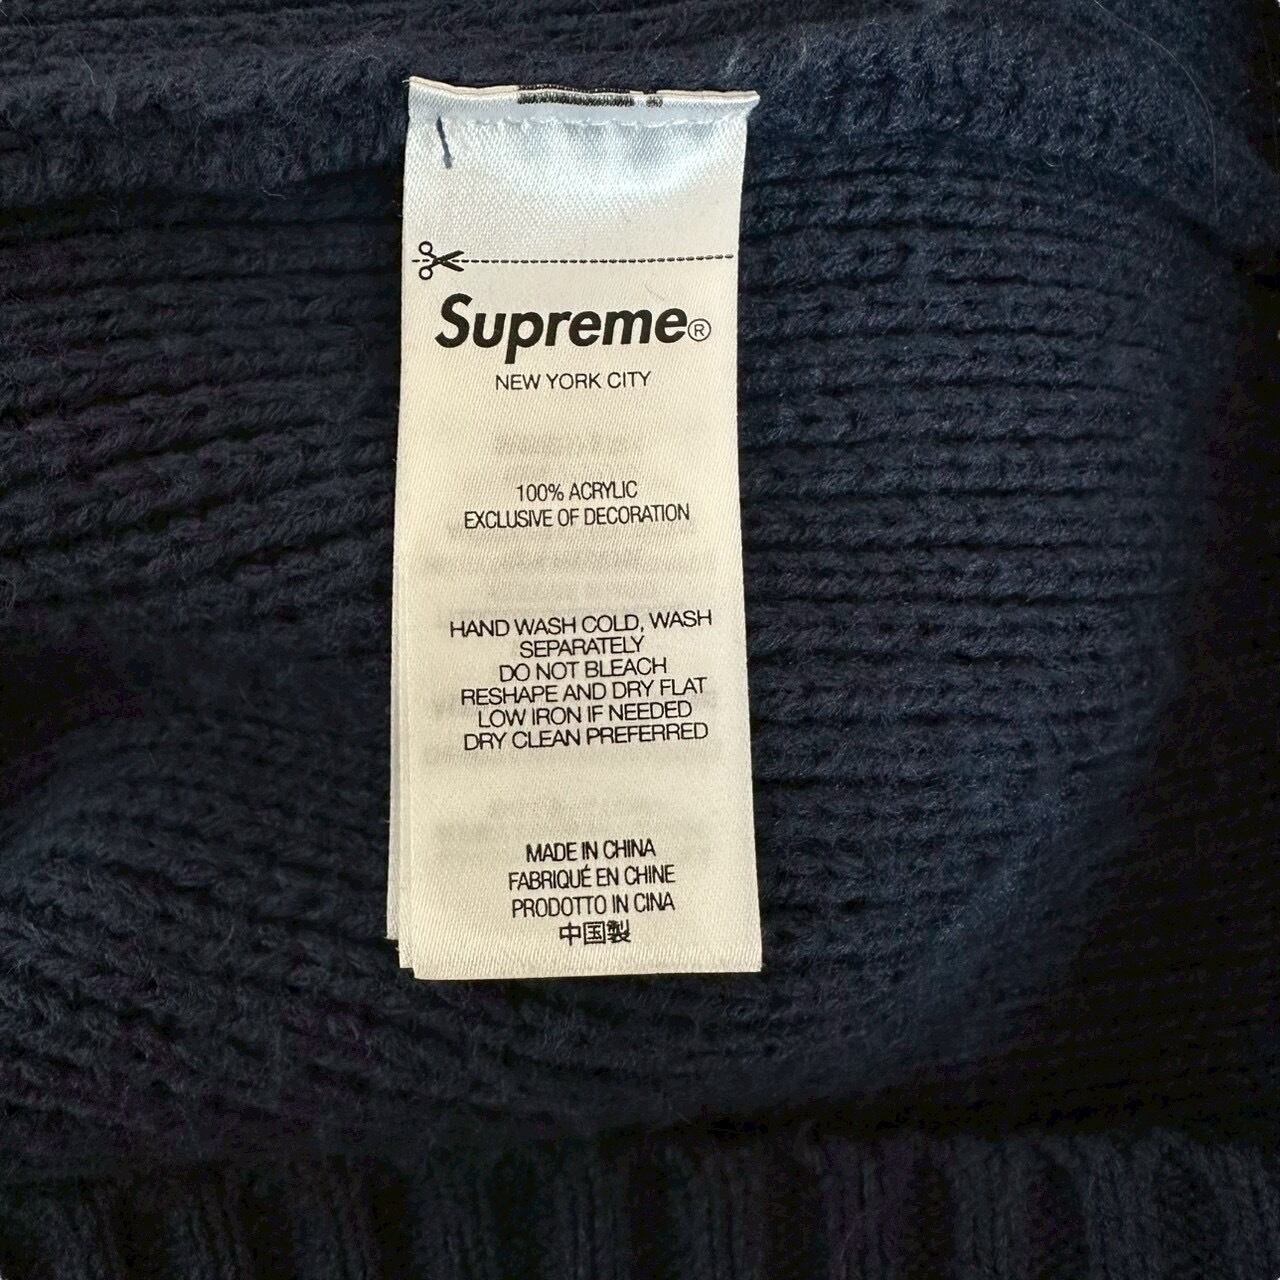 Supreme®
NEW YORK CITY
100% ACRYLIC
EXCLUSIVE OF DECORATION
HAND WASH COLD, WASH
SEPARATELY
DO NOT BLEACH
RESHAPE AND DRY FLAT
LOW IRON IF NEEDED
DRY CLEAN PREFERRED
MADE IN CHINA
FABRIQUÉ EN CHINE
PRODOTTO IN CINA
中国製